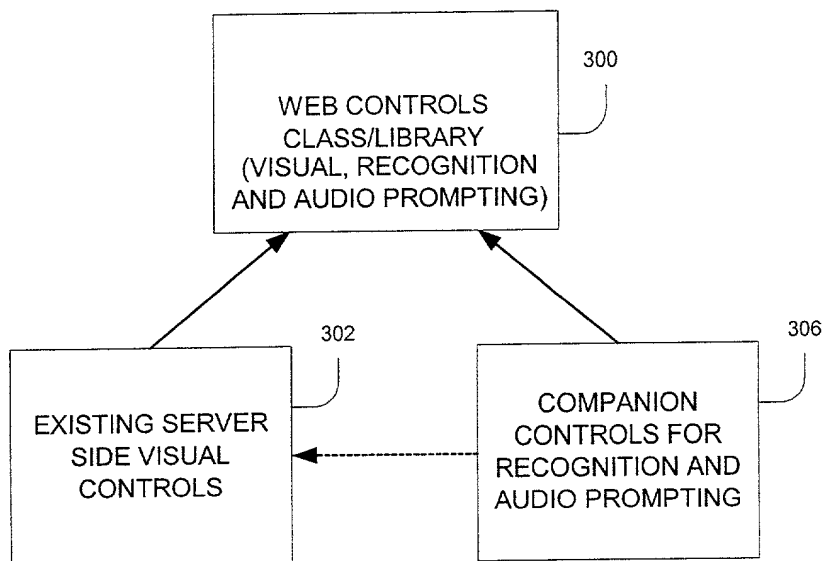 300
WEB CONTROLS
CLASS/LIBRARY
(VISUAL, RECOGNITION
AND AUDIO PROMPTING)
302
EXISTING SERVER
SIDE VISUAL
CONTROLS
306
COMPANION
CONTROLS FOR
RECOGNITION AND
AUDIO PROMPTING